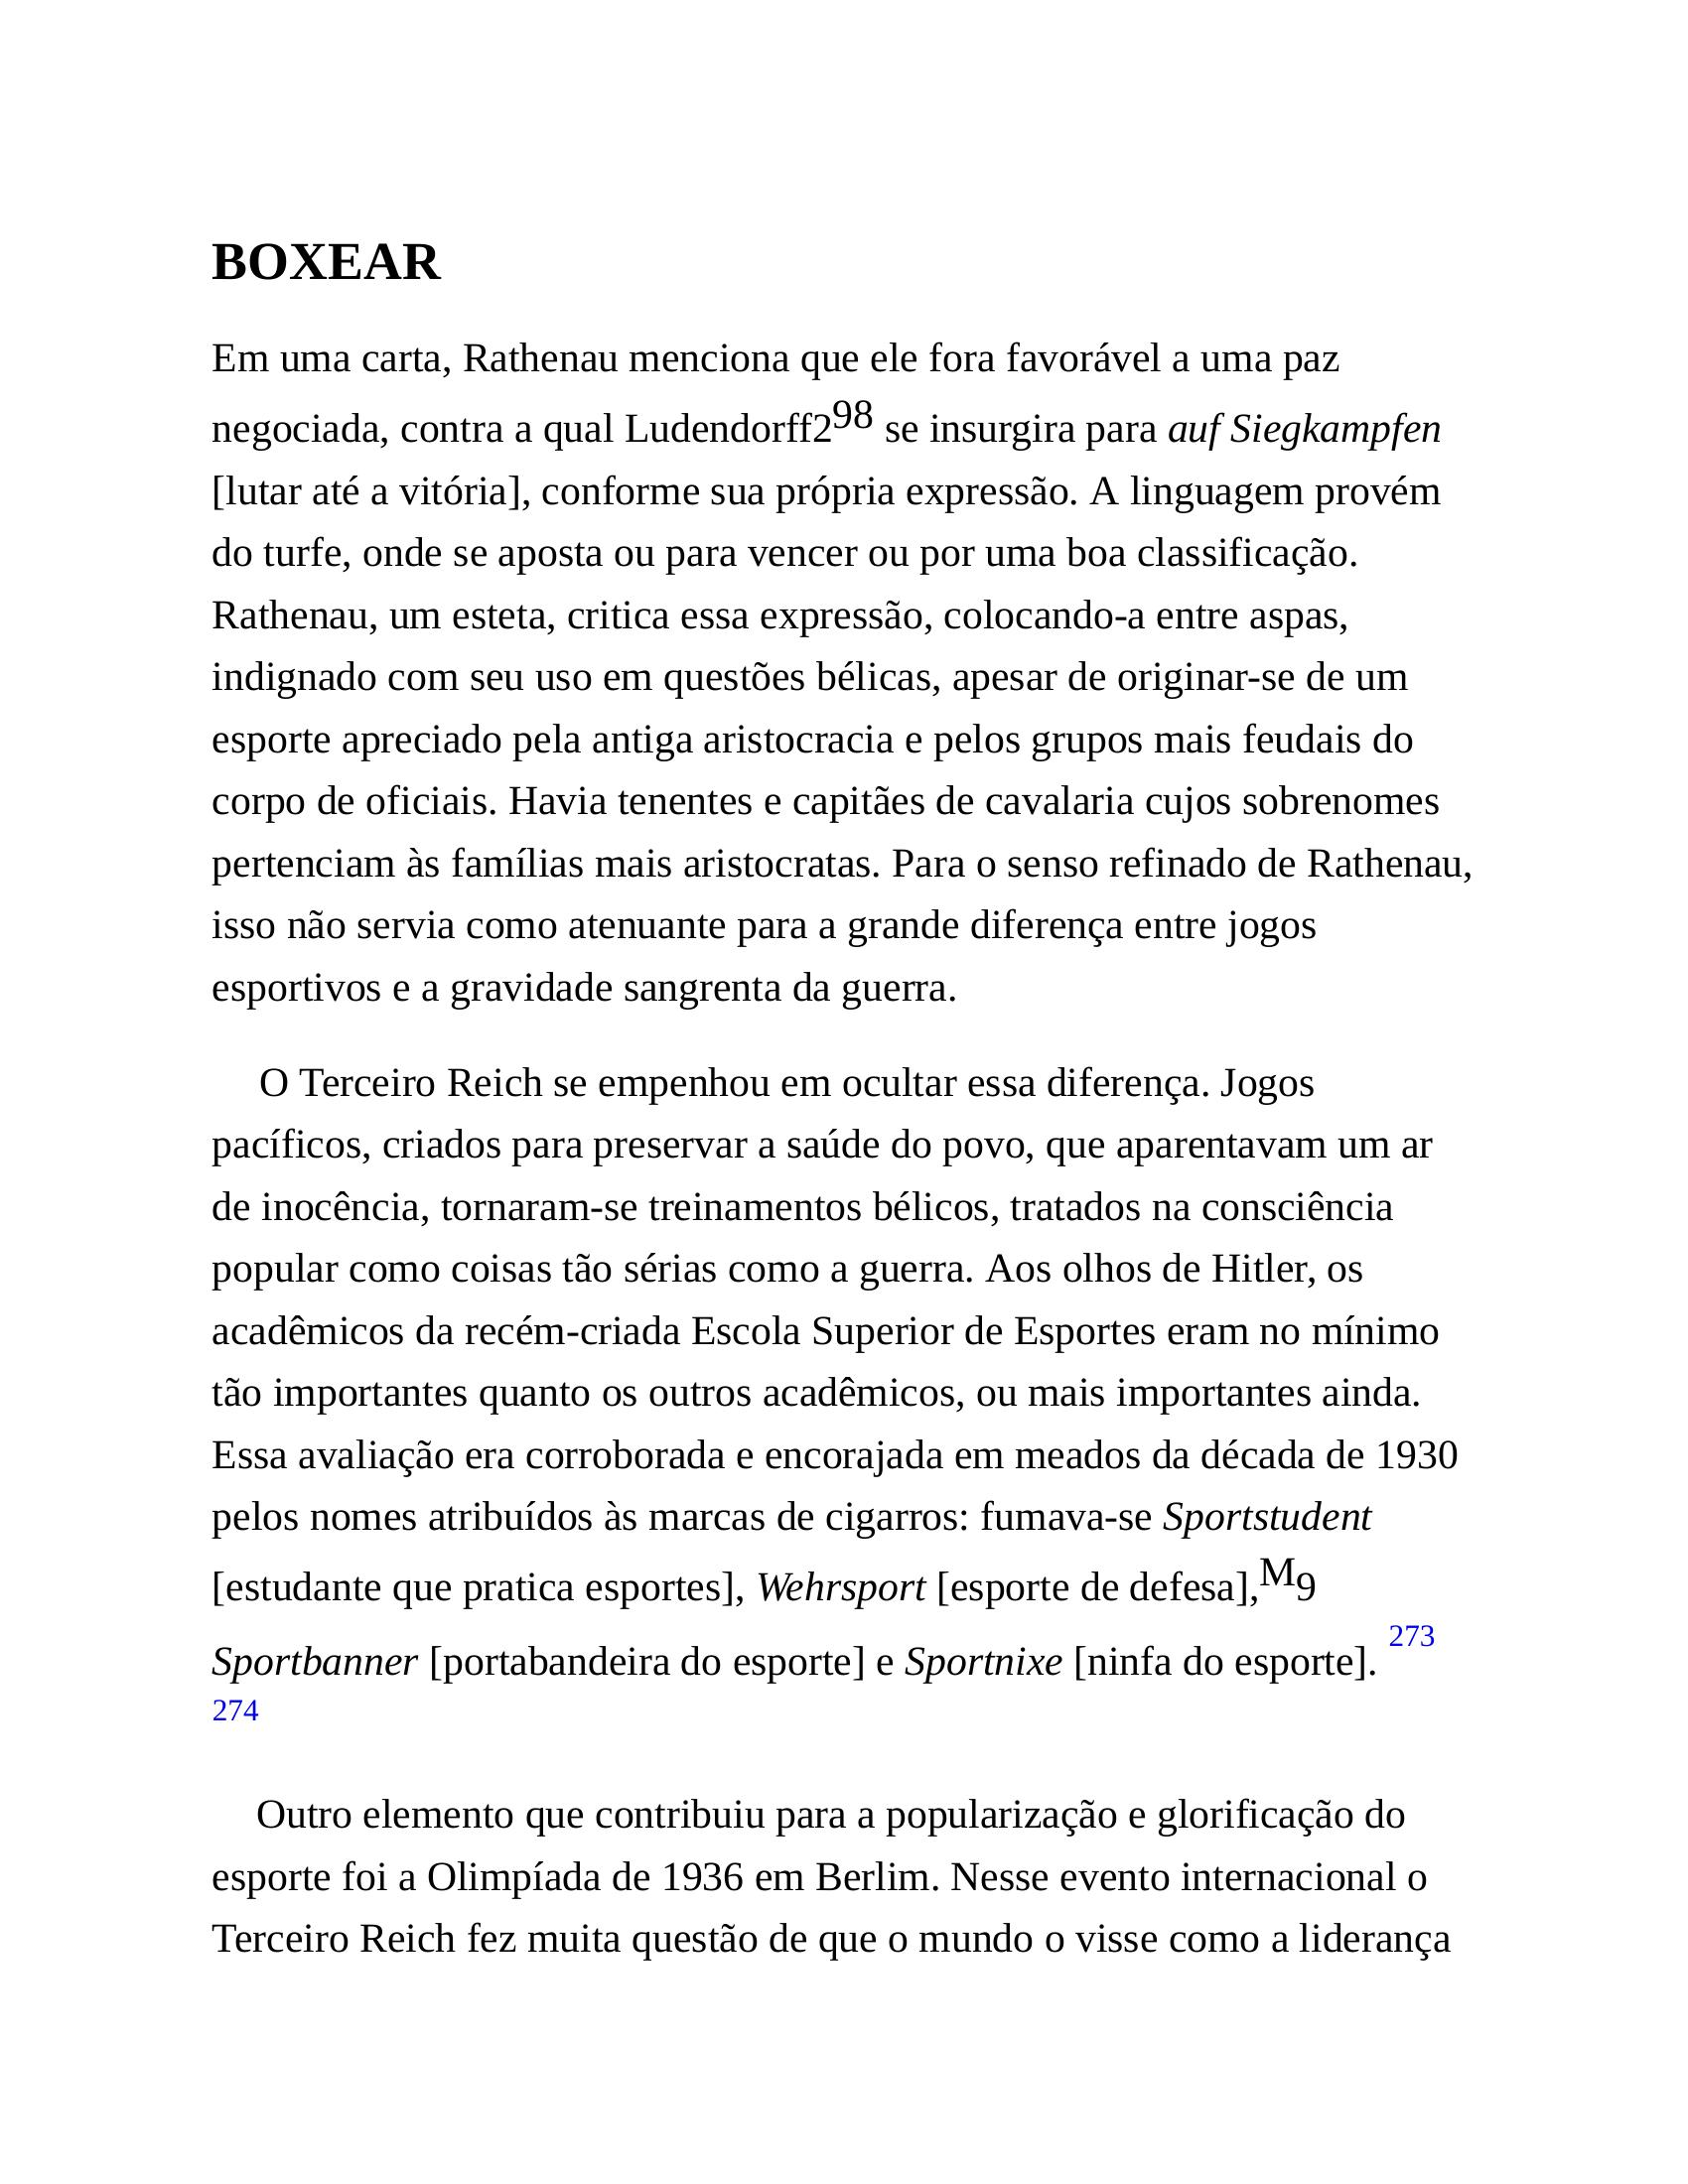 BOXEAR
Em uma carta, Rathenau menciona que ele fora favorável a uma paz
negociada, contra a qual Ludendorff298 se insurgira para auf Siegkampfen
[lutar até a vitória], conforme sua própria expressão. A linguagem provém
do turfe, onde se aposta ou para vencer ou por uma boa classificação.
Rathenau, um esteta, critica essa expressão, colocando-a entre aspas,
indignado com seu uso em questões bélicas, apesar de originar-se de um
esporte apreciado pela antiga aristocracia e pelos grupos mais feudais do
corpo de oficiais. Havia tenentes e capitães de cavalaria cujos sobrenomes
pertenciam às famílias mais aristocratas. Para o senso refinado de Rathenau,
isso não servia como atenuante para a grande diferença entre jogos
esportivos e a gravidade sangrenta da guerra.
O Terceiro Reich se empenhou em ocultar essa diferença. Jogos
pacíficos, criados para preservar a saúde do povo, que aparentavam um ar
de inocência, tornaram-se treinamentos bélicos, tratados na consciência
popular como coisas tão sérias como a guerra. Aos olhos de Hitler, os
acadêmicos da recém-criada Escola Superior de Esportes eram no mínimo
tão importantes quanto os outros acadêmicos, ou mais importantes ainda.
Essa avaliação era corroborada e encorajada em meados da década de 1930
pelos nomes atribuídos às marcas de cigarros: fumava-se Sportstudent
[estudante que pratica esportes], Wehrsport [esporte de defesa],M9
Sportbanner [portabandeira do esporte] e Sportnixe [ninfa do esporte]. 273
274
Outro elemento que contribuiu para a popularização e glorificação do
esporte foi a Olimpíada de 1936 em Berlim. Nesse evento internacional o
Terceiro Reich fez muita questão de que o mundo o visse como a liderança